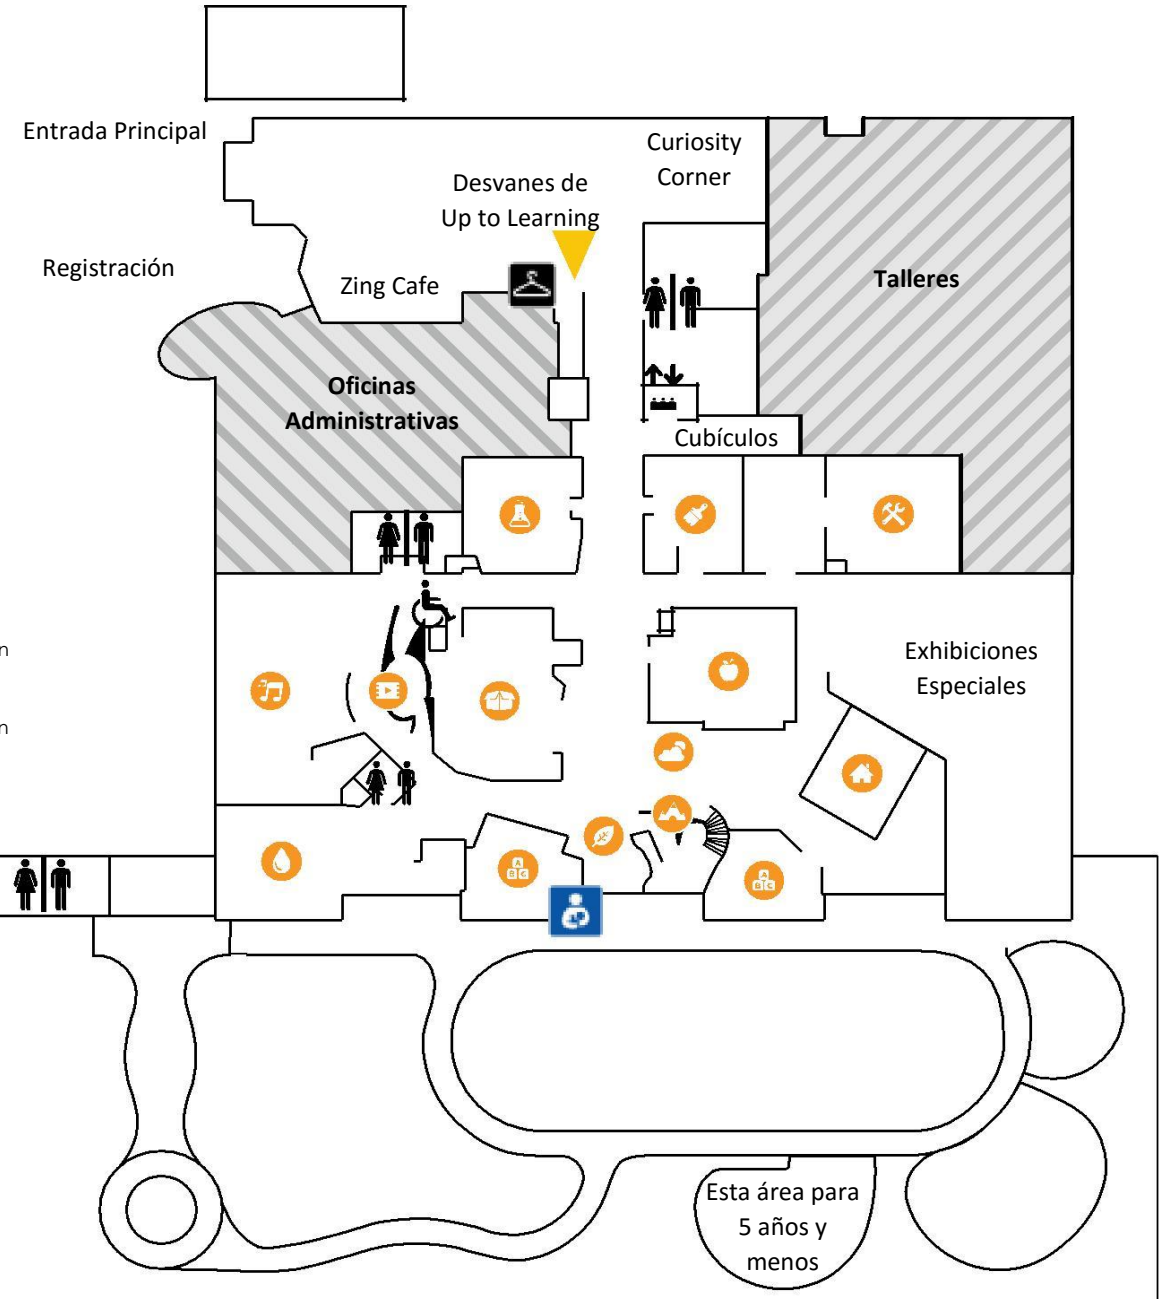 Entrada Principal
Curiosity
Corner
Desvanes de
Up to Learning
Registración
Zing Cafe
Talleres
Oficinas
Administrativas
Cubículos
n
Exhibiciones
Especiales
n
A
B G
A
B G
Esta área para
5 años y
menos